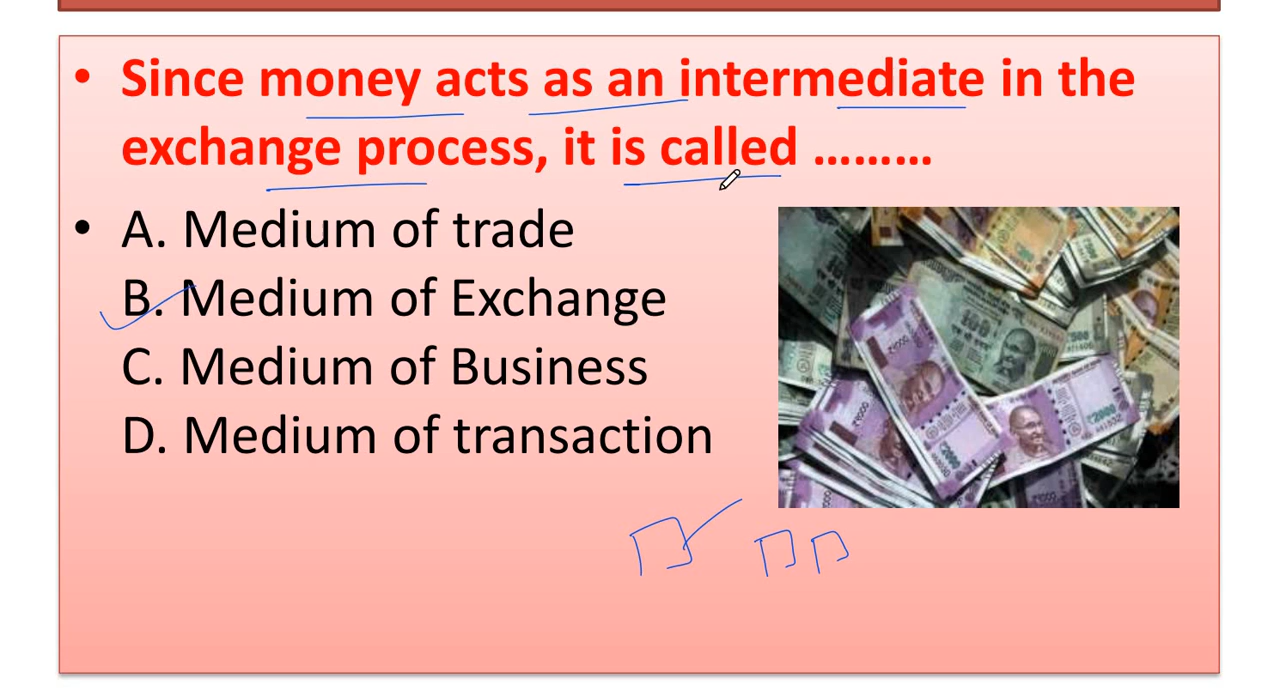 • Since money acts as an intermediate in the
exchange process, it is called .........
• A. Medium of trade
B. Medium of Exchange
C. Medium of Business
D. Medium of transaction